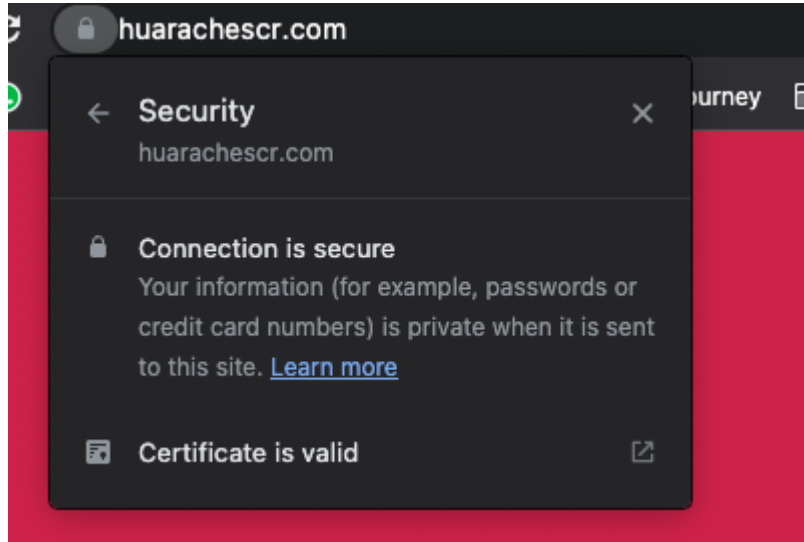 huarachescr.com
Security
urney
huarachescr.com
Connection is secure
Your information (for example, passwords or
credit card numbers) is private when it is sent
to this site. Learn more
Certificate is valid